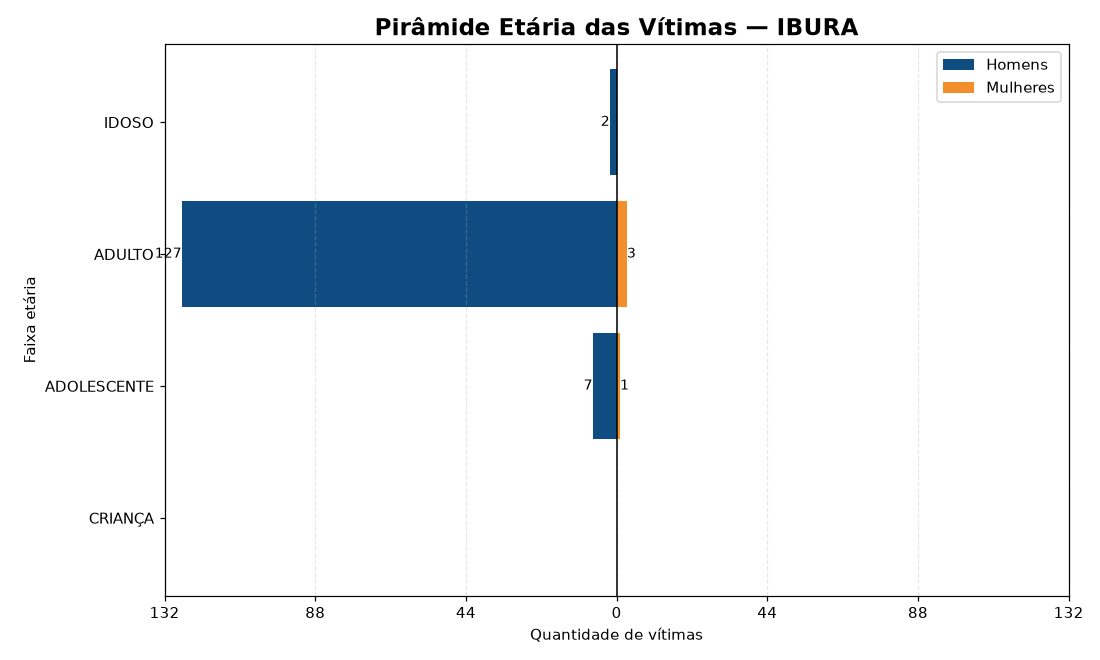 Pirâmide Etária das Vítimas — IBURA
Homens
Mulheres
IDOSO
2
ADULTO
127
3
ADOLESCENTE
7
1
CRIANÇA
Faixa etária
132 88 44 0 44 88 132
Quantidade de vítimas